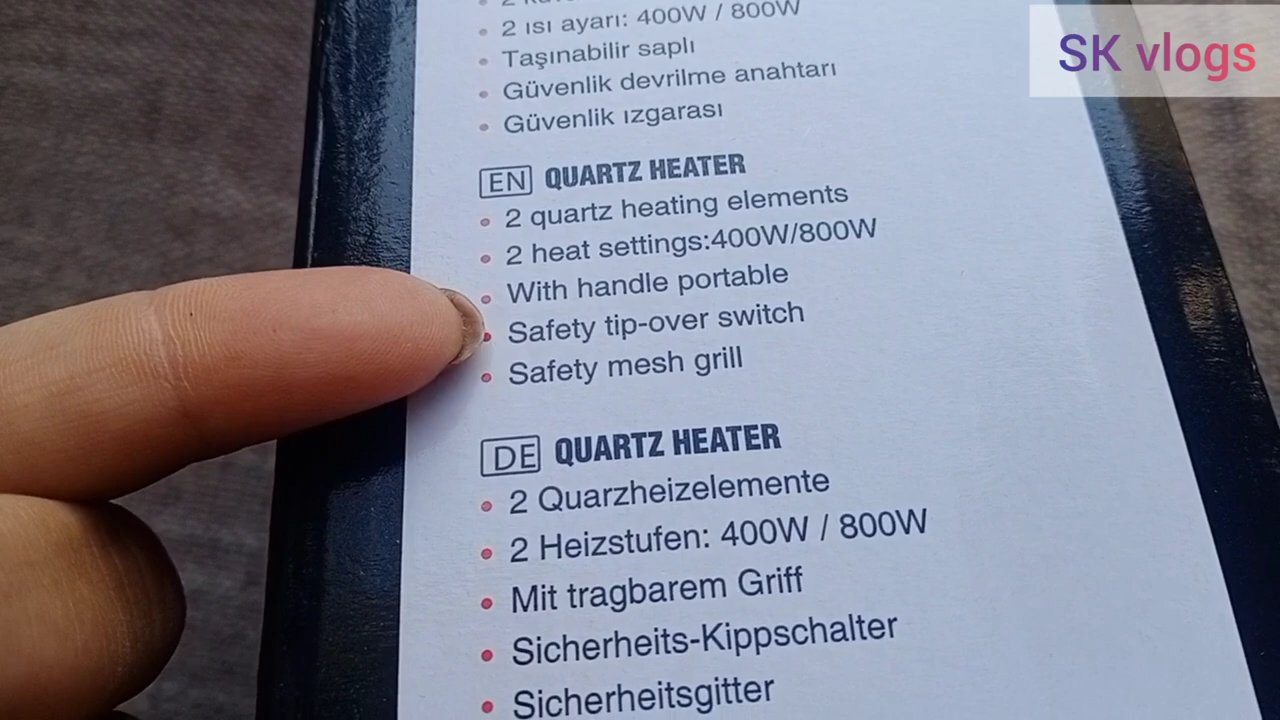 2
2 ısı ayarı: 400W / 800W
SK vlogs
Taşınabilir saplı
Güvenlik devrilme anahtarı
Güvenlik ızgarası
EN QUARTZ HEATER
2 quartz heating elements
2 heat settings:400W/800W
With handle portable
Safety tip-over switch
Safety mesh grill
DE QUARTZ HEATER
2 Quarzheizelemente
2 Heizstufen: 400W / 800W
Mit tragbarem Griff
Sicherheits-Kippschalter
Sicherheitsgitter